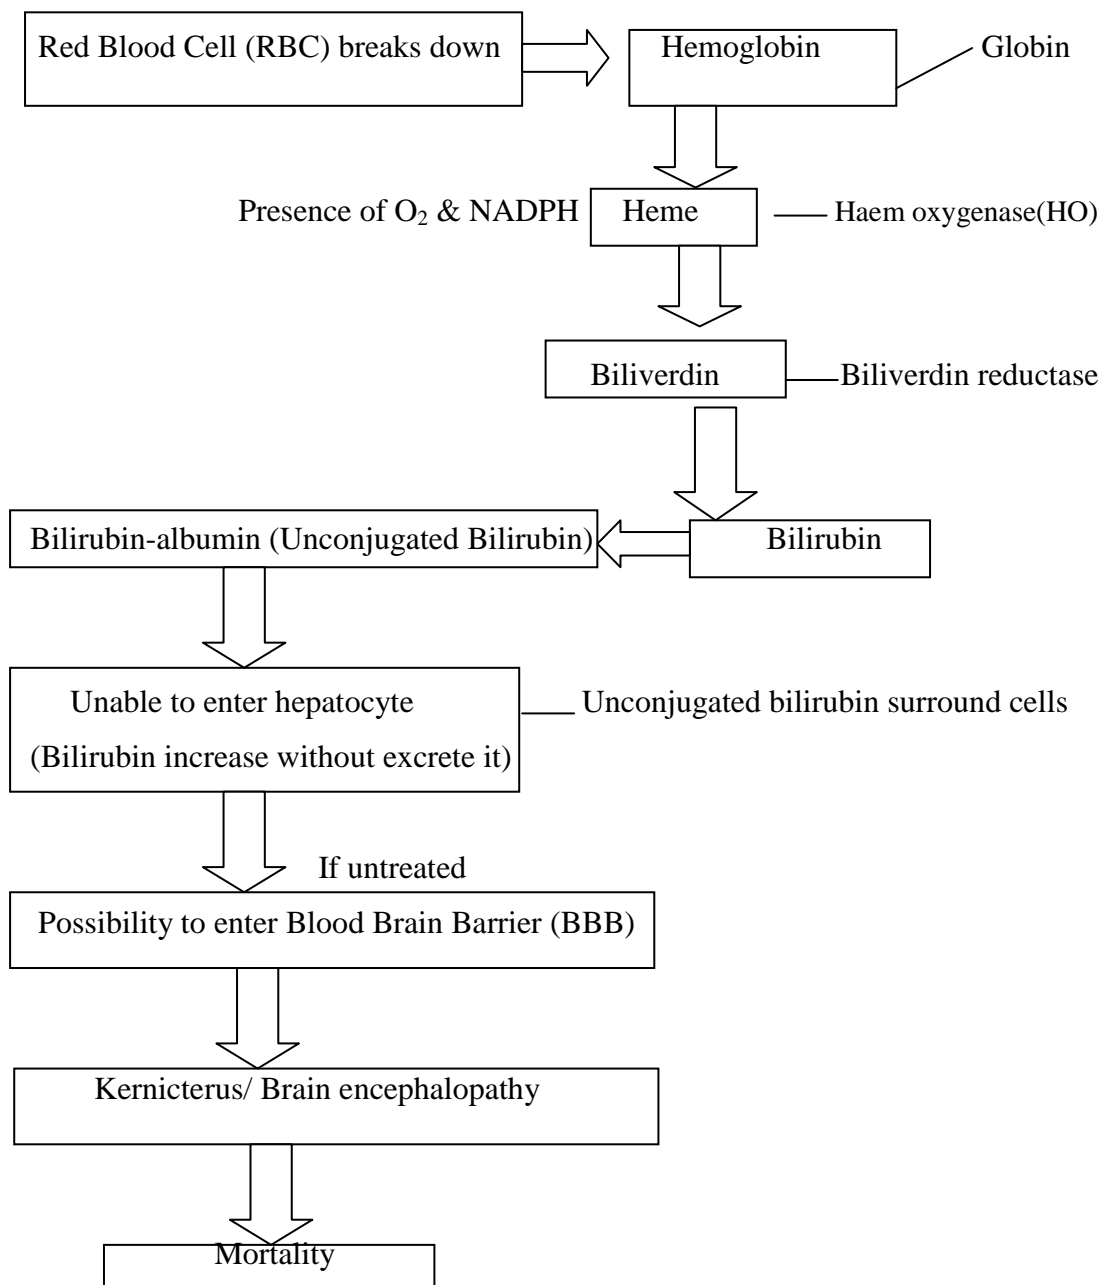 Red Blood Cell (RBC) breaks down
Hemoglobin
Globin
Presence of O₂ & NADPH
Heme
Haem oxygenase(HO)
Biliverdin
Biliverdin reductase
Bilirubin-albumin (Unconjugated Bilirubin)
Bilirubin
Unable to enter hepatocyte
(Bilirubin increase without excrete it)
Unconjugated bilirubin surround cells
If untreated
Possibility to enter Blood Brain Barrier (BBB)
Kernicterus/ Brain encephalopathy
Mortality